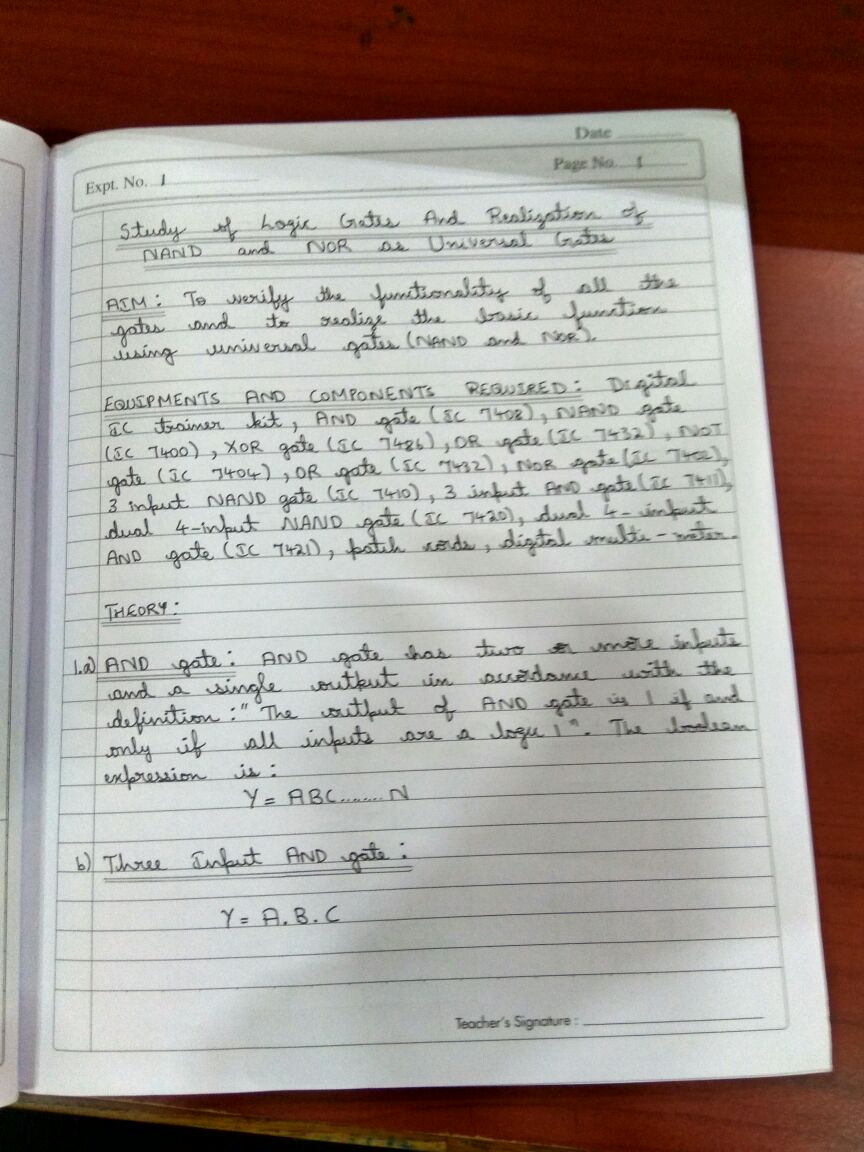 Date
Page No. 1
Expt. No. 1
Study of Logic Gates And Realization of
NAND and NOR as Universal Gates
AIM: To verify the functionality of all the
gates and to realize the basic function
using universal gates (NAND and NOR).
EQUIPMENTS AND COMPONENTS REQUIRED: Digital
IC trainer kit, AND gate (IC 7408), NAND gate
(IC 7400), XOR gate (IC 7486), OR gate (IC 7432), NOT
gate (IC 7404), OR gate (IC 7432), NOR gate (IC 7402),
3 input NAND gate (IC 7410), 3 input AND gate (IC 7411),
dual 4-input NAND gate (IC 7420), dual 4-input
AND gate (IC 7421), patch cords, digital multi-meter.
THEORY:
1.a) AND gate: AND gate has two or more inputs
and a single output in accordance with the
definition: "The output of AND gate is 1 if and
only if all inputs are a logic 1". The boolean
expression is:
Y = ABC........N
b) Three Input AND gate:
Y = A.B.C
Teacher's Signature :